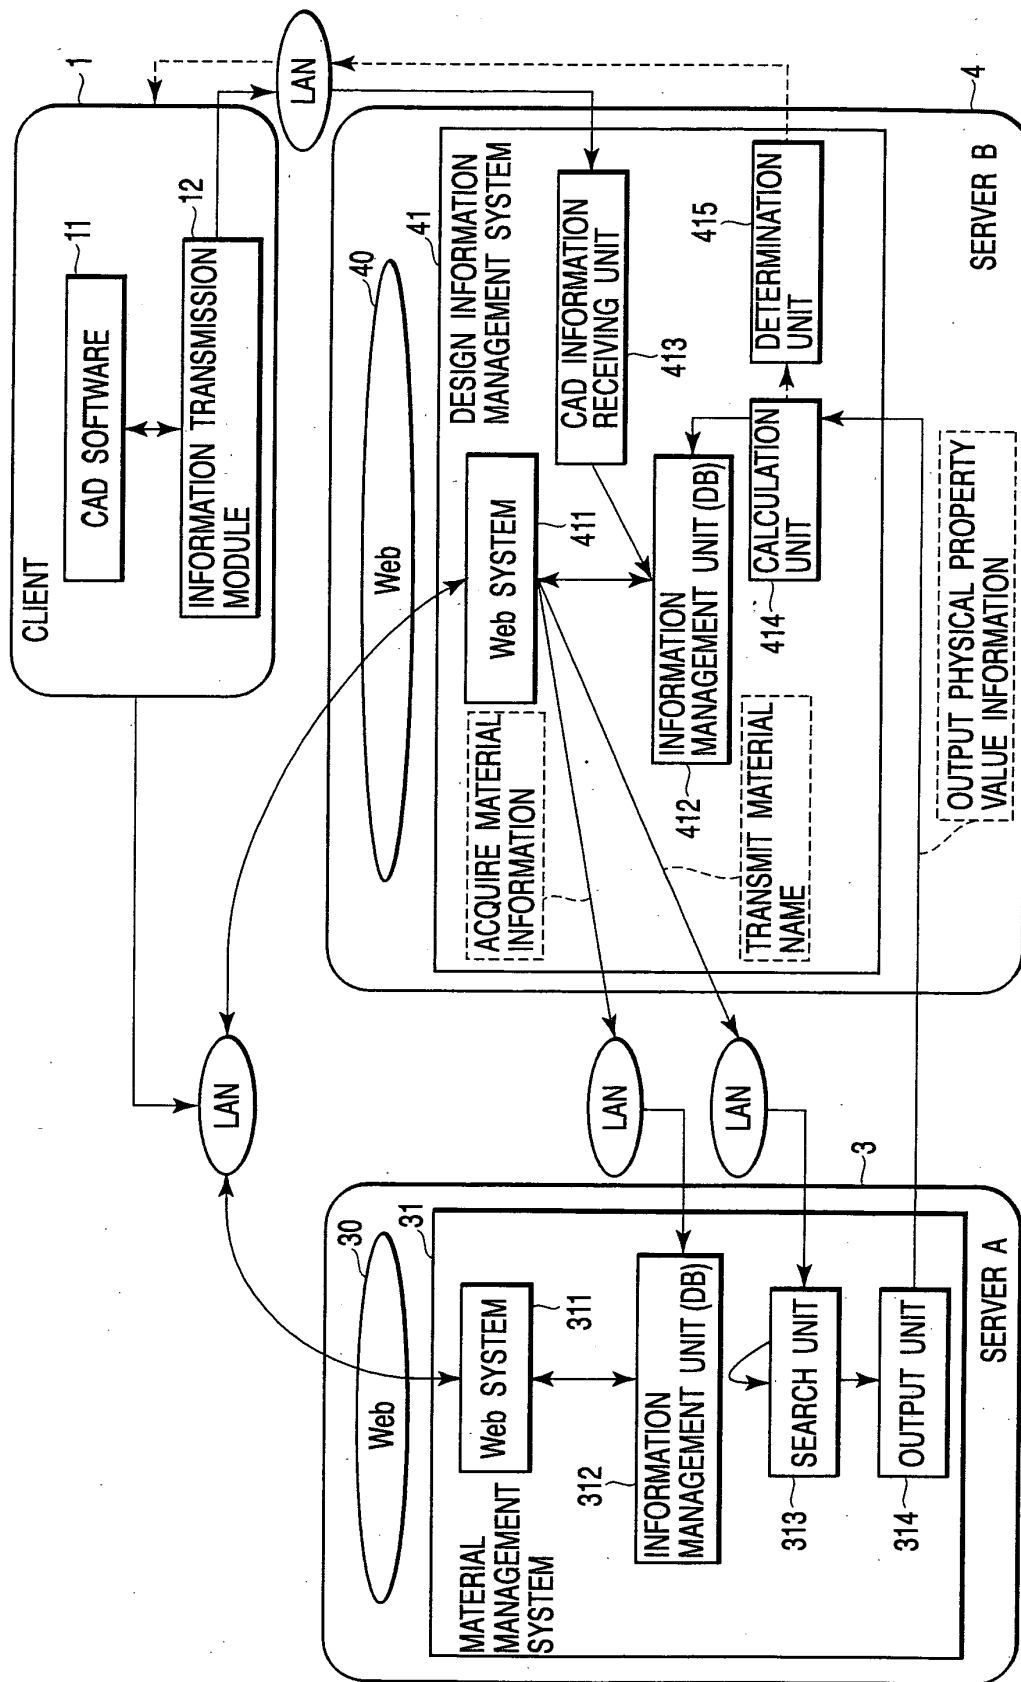 CLIENT
1
CAD SOFTWARE
11
INFORMATION TRANSMISSION
MODULE
12
LAN
LAN
Web
30
31
MATERIAL
MANAGEMENT
SYSTEM
Web SYSTEM
311
INFORMATION
MANAGEMENT UNIT (DB)
312
SEARCH UNIT
313
OUTPUT UNIT
314
SERVER A
3
LAN
LAN
Web
40
41
DESIGN INFORMATION
MANAGEMENT SYSTEM
Web SYSTEM
411
ACQUIRE MATERIAL
INFORMATION
CAD INFORMATION
RECEIVING UNIT
413
INFORMATION
MANAGEMENT UNIT (DB)
412
TRANSMIT MATERIAL
NAME
CALCULATION
UNIT
414
DETERMINATION
UNIT
415
OUTPUT PHYSICAL PROPERTY
VALUE INFORMATION
SERVER B
4